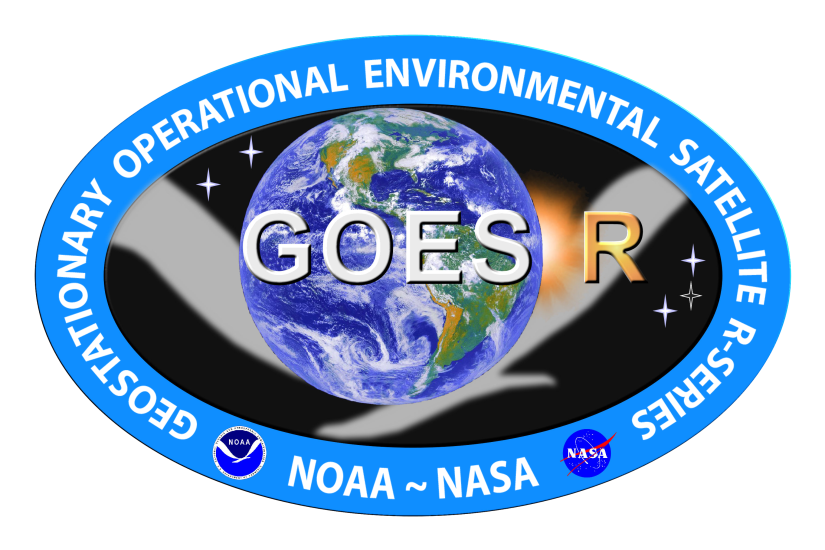 GEOSTATIONARY OPERATIONAL ENVIRONMENTAL SATELLITE R-SERIES
GOES R
NOAA
NASA
NOAA ~ NASA